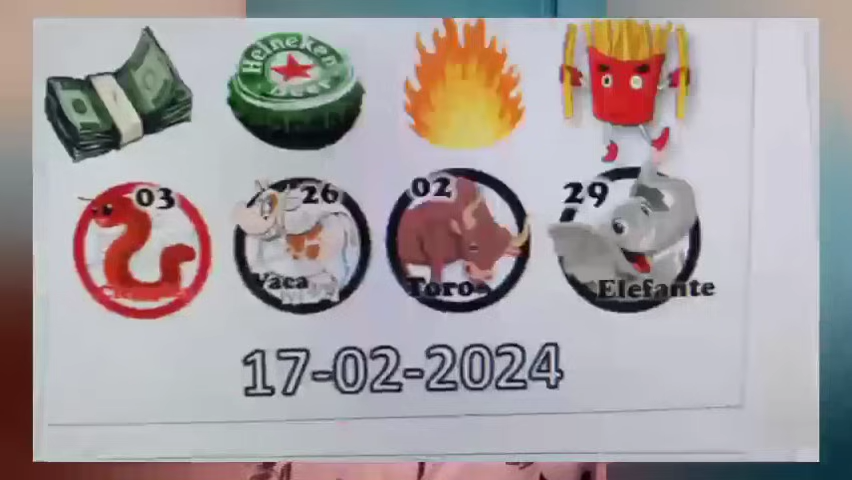 Heineken
Beer
03
26
02
29
Vaca
Toro
Elefante
17-02-2024